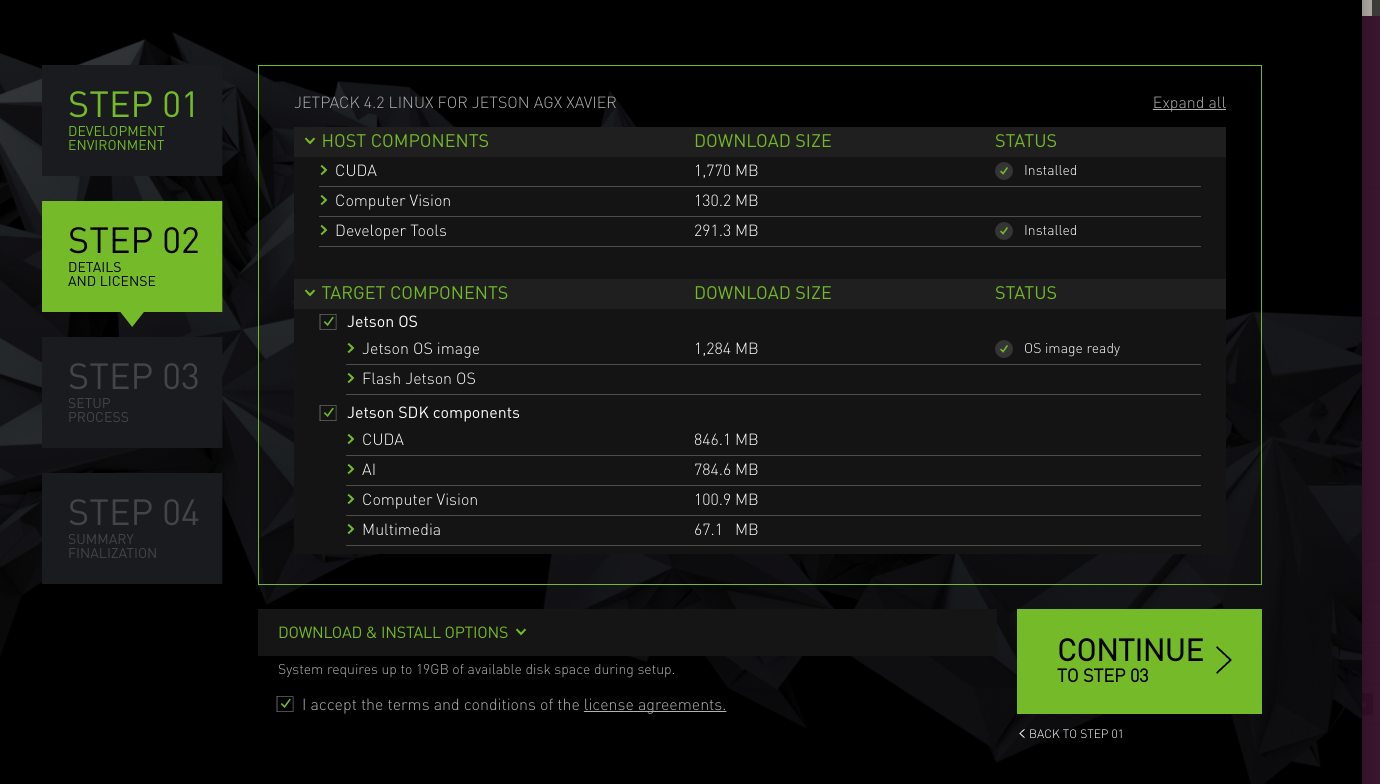 STEP 01
DEVELOPMENT
ENVIRONMENT
STEP 02
DETAILS
AND LICENSE
STEP 03
SETUP
PROCESS
STEP 04
SUMMARY
FINALIZATION
JETPACK 4.2 LINUX FOR JETSON AGX XAVIER Expand all
HOST COMPONENTS DOWNLOAD SIZE STATUS
CUDA 1,770 MB Installed
Computer Vision 130.2 MB
Developer Tools 291.3 MB Installed
TARGET COMPONENTS DOWNLOAD SIZE STATUS
Jetson OS
Jetson OS image 1,284 MB OS image ready
Flash Jetson OS
Jetson SDK components
CUDA 846.1 MB
AI 784.6 MB
Computer Vision 100.9 MB
Multimedia 67.1 MB
DOWNLOAD & INSTALL OPTIONS
System requires up to 19GB of available disk space during setup.
I accept the terms and conditions of the license agreements.
CONTINUE
TO STEP 03
BACK TO STEP 01